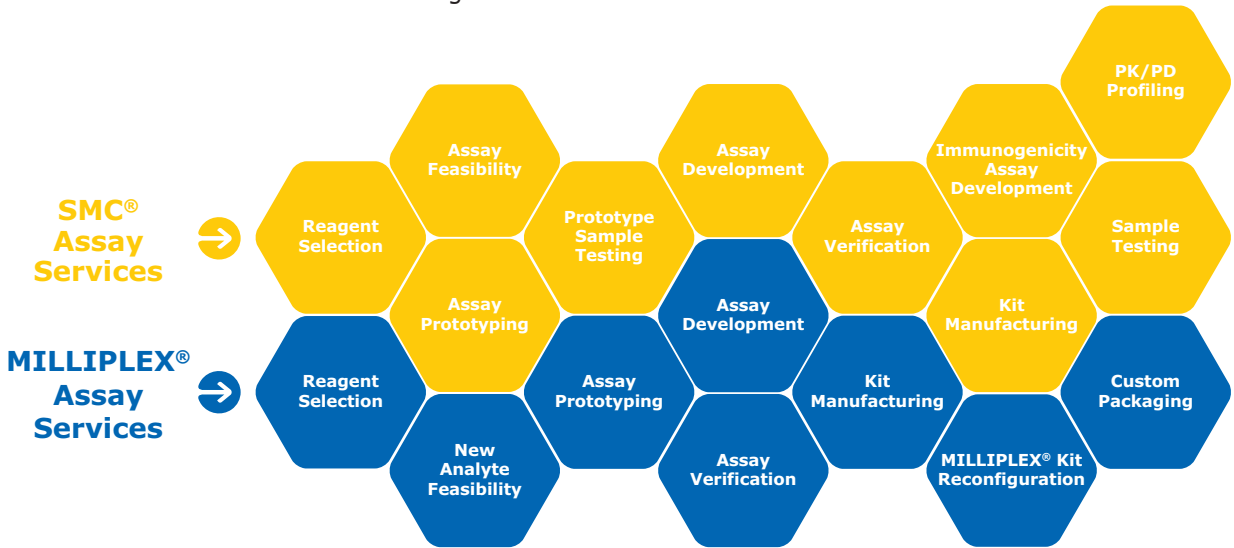 SMC®
Assay
Services
Reagent
Selection
Assay
Feasibility
Assay
Prototyping
Prototype
Sample
Testing
Assay
Development
Assay
Verification
Immunogenicity
Assay
Development
Kit
Manufacturing
PK/PD
Profiling
Sample
Testing
MILLIPLEX®
Assay
Services
Reagent
Selection
New
Analyte
Feasibility
Assay
Prototyping
Assay
Development
Assay
Verification
Kit
Manufacturing
MILLIPLEX® Kit
Reconfiguration
Custom
Packaging